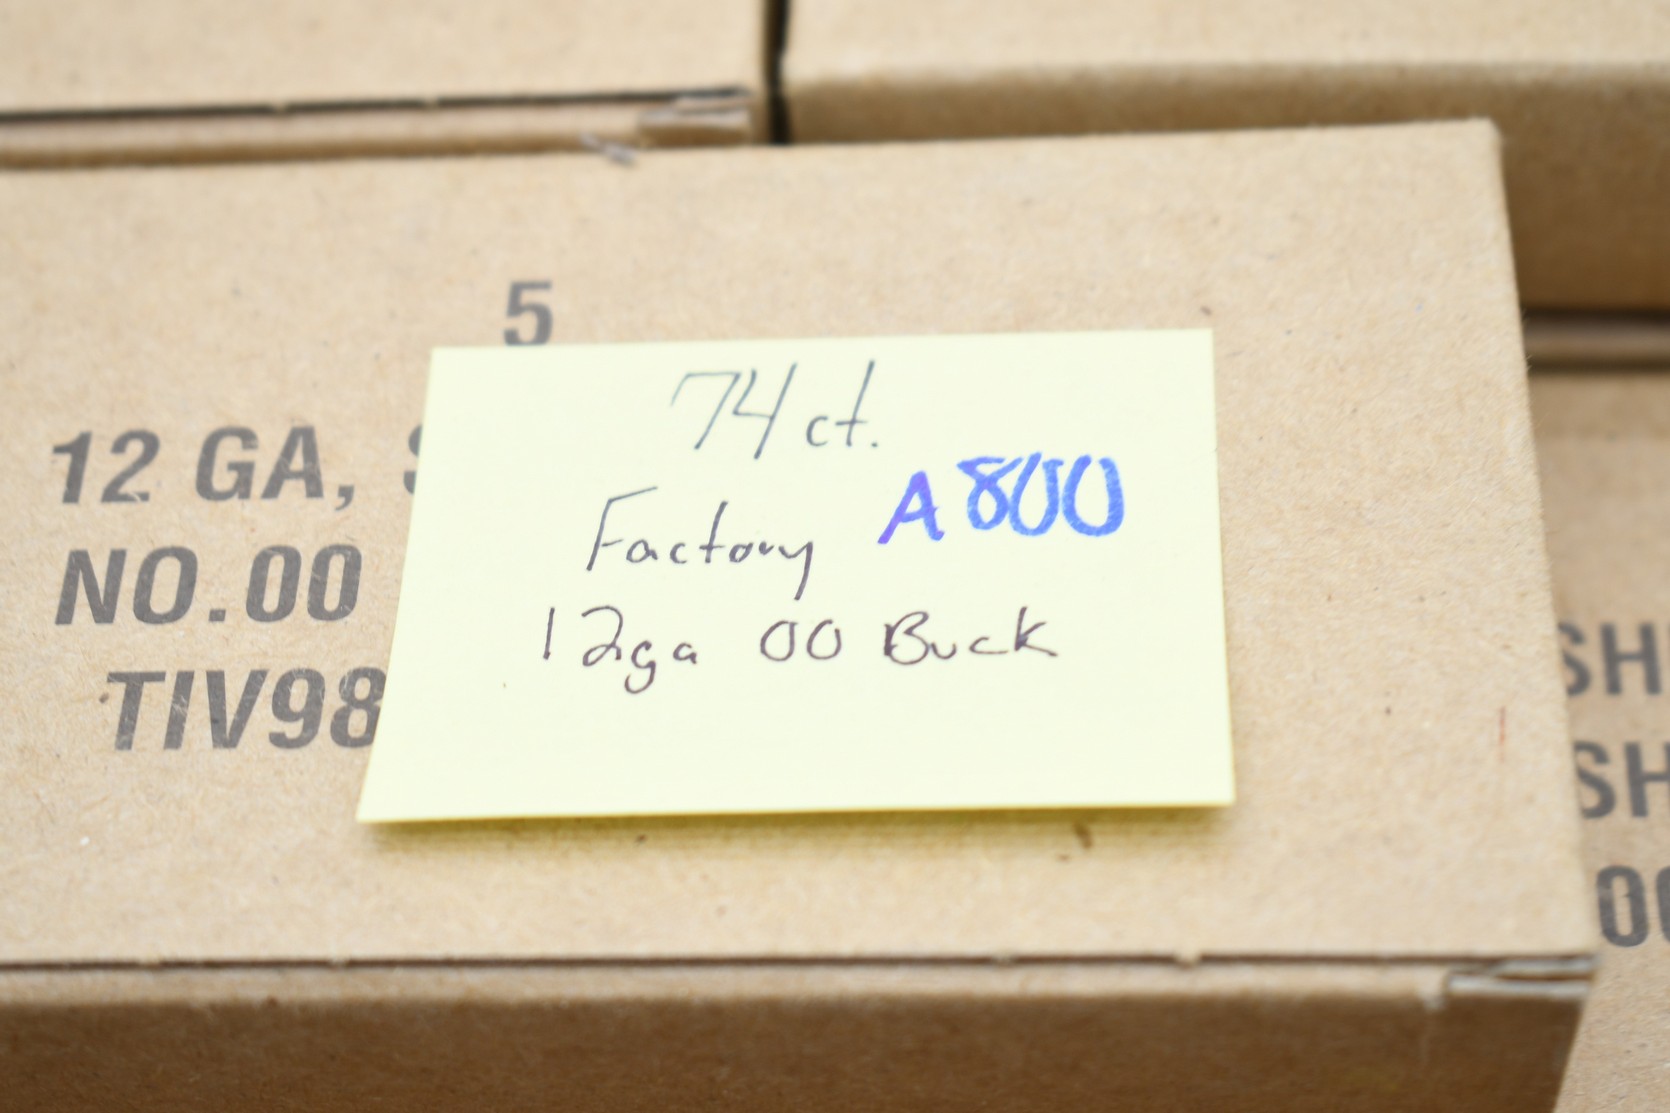 5
12 GA,
NO.00
TIV98
74 ct.
Factory A800
12ga 00 Buck
SH
SH
00